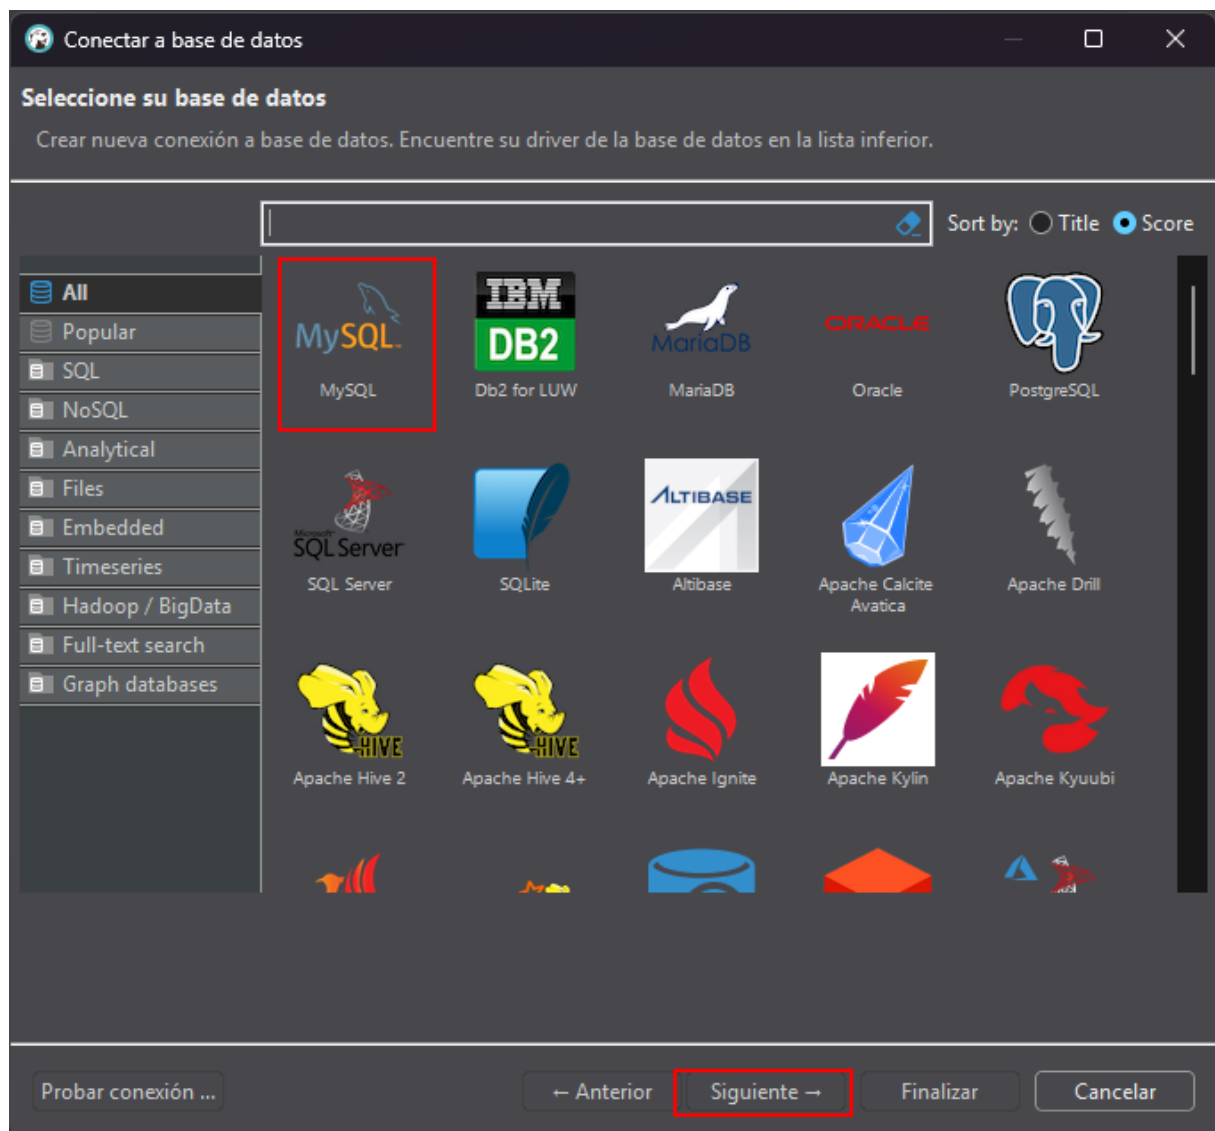 Conectar a base de datos
Seleccione su base de datos
Crear nueva conexión a base de datos. Encuentre su driver de la base de datos en la lista inferior.
Sort by: Title Score
All
Popular
SQL
NoSQL
Analytical
Files
Embedded
Timeseries
Hadoop / BigData
Full-text search
Graph databases
MySQL
IBM
DB2
MariaDB
ORACLE
MySQL
Db2 for LUW
MariaDB
Oracle
PostgreSQL
Microsoft
SQL Server
ALTIBASE
SQL Server
SQLite
Altibase
Apache Calcite
Avatica
Apache Drill
HIVE
HIVE
Apache Hive 2
Apache Hive 4+
Apache Ignite
Apache Kylin
Apache Kyuubi
Probar conexión ...
← Anterior
Siguiente →
Finalizar
Cancelar